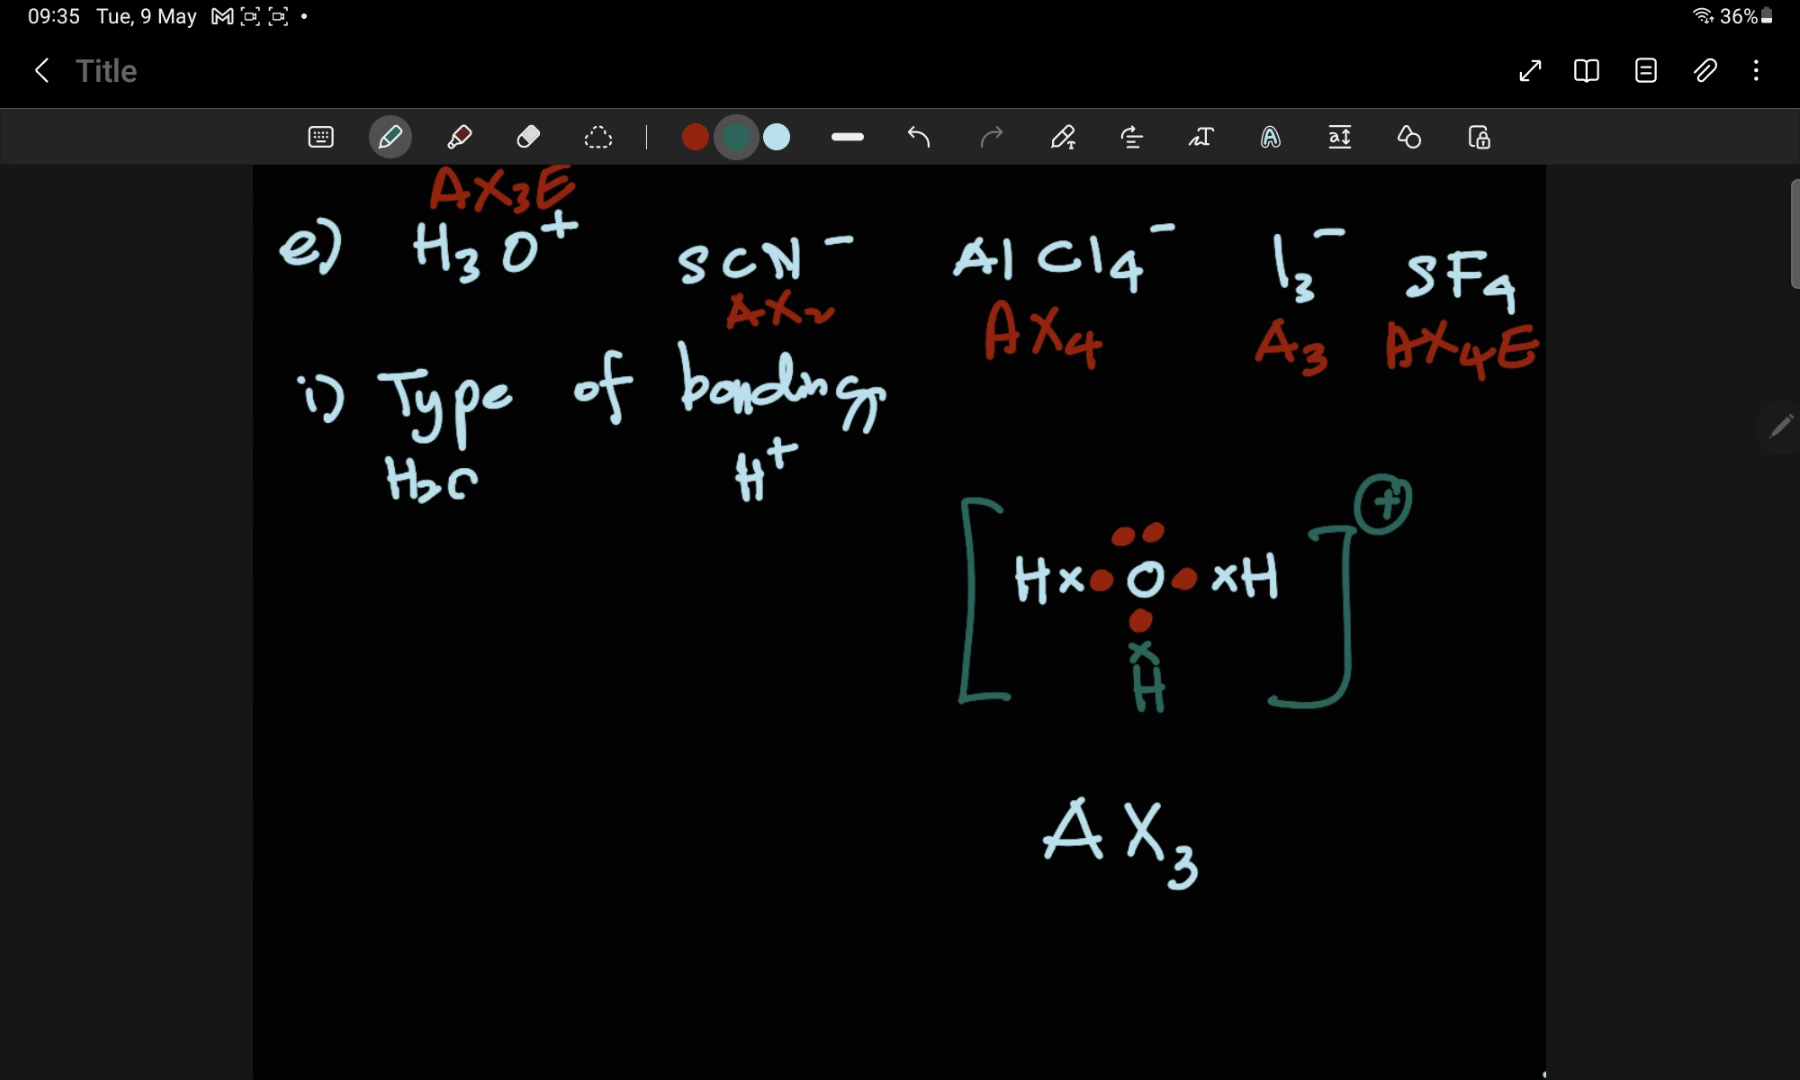 09:35 Tue, 9 May 36%
Title
AX₃E
e) H₃O⁺ SCN⁻ AlCl₄⁻ I₃⁻ SF₄
AX₂ AX₄ A₃ AX₄E
i) Type of bonding
H₂O H⁺
[ H x • O • x H ] ⊕
x
H
AX₃